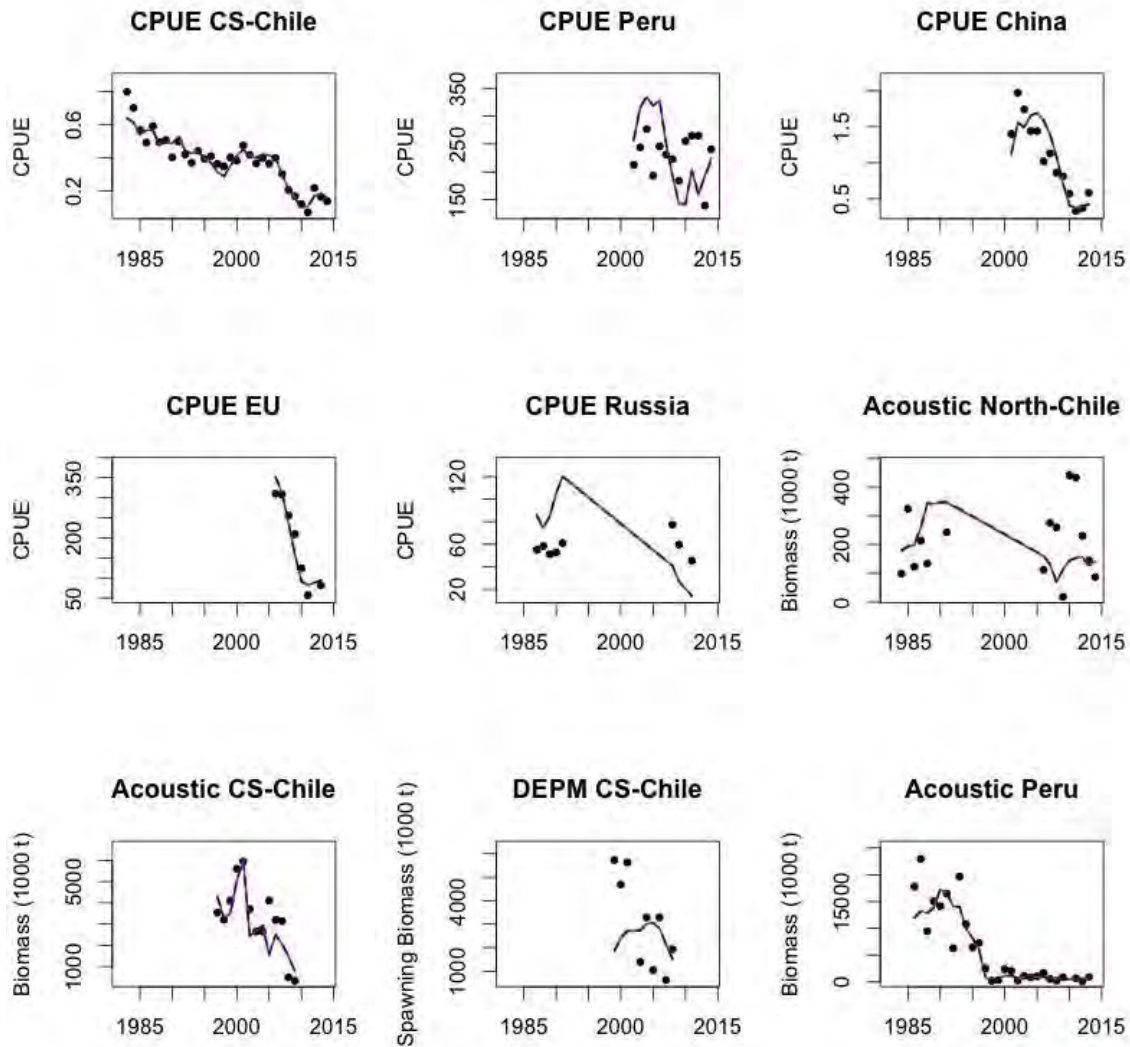 CPUE CS-Chile
CPUE
0.2 0.6
1985 2000 2015
CPUE Peru
CPUE
150 250 350
1985 2000 2015
CPUE China
CPUE
0.5 1.5
1985 2000 2015
CPUE EU
CPUE
50 200 350
1985 2000 2015
CPUE Russia
CPUE
20 60 120
1985 2000 2015
Acoustic North-Chile
Biomass (1000 t)
0 200 400
1985 2000 2015
Acoustic CS-Chile
Biomass (1000 t)
1000 5000
1985 2000 2015
DEPM CS-Chile
Spawning Biomass (1000 t)
1000 4000
1985 2000 2015
Acoustic Peru
Biomass (1000 t)
0 15000
1985 2000 2015